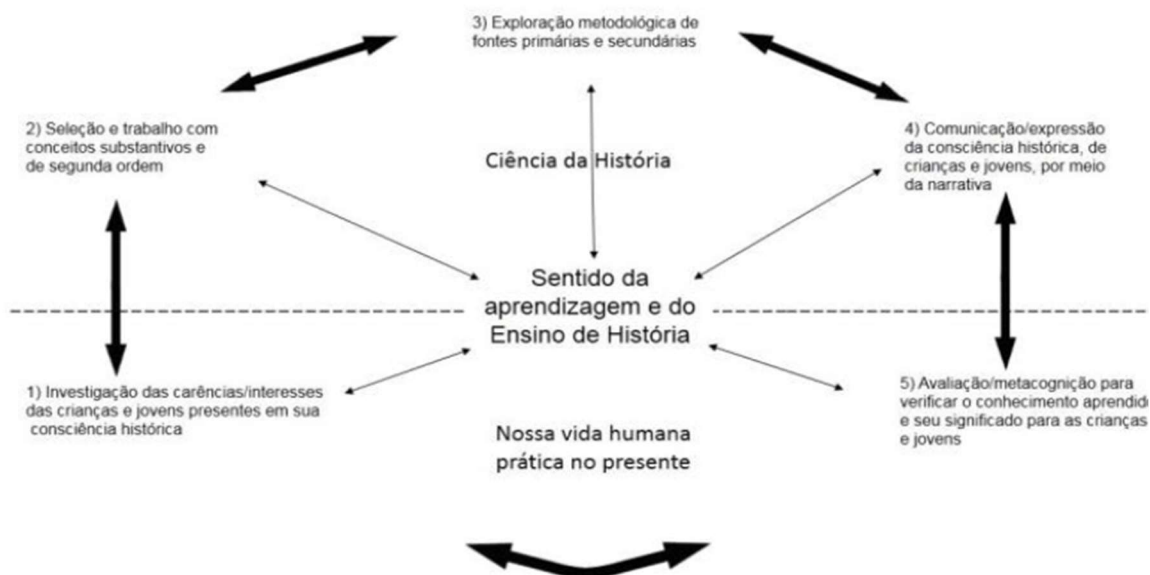 3) Exploração metodológica de
fontes primárias e secundárias
2) Seleção e trabalho com
conceitos substantivos e
de segunda ordem
Ciência da História
4) Comunicação/expressão
da consciência histórica, de
crianças e jovens, por meio
da narrativa
Sentido da
aprendizagem e do
Ensino de História
1) Investigação das carências/interesses
das crianças e jovens presentes em sua
consciência histórica
Nossa vida humana
prática no presente
5) Avaliação/metacognição para
verificar o conhecimento aprendid
e seu significado para as crianças
e jovens